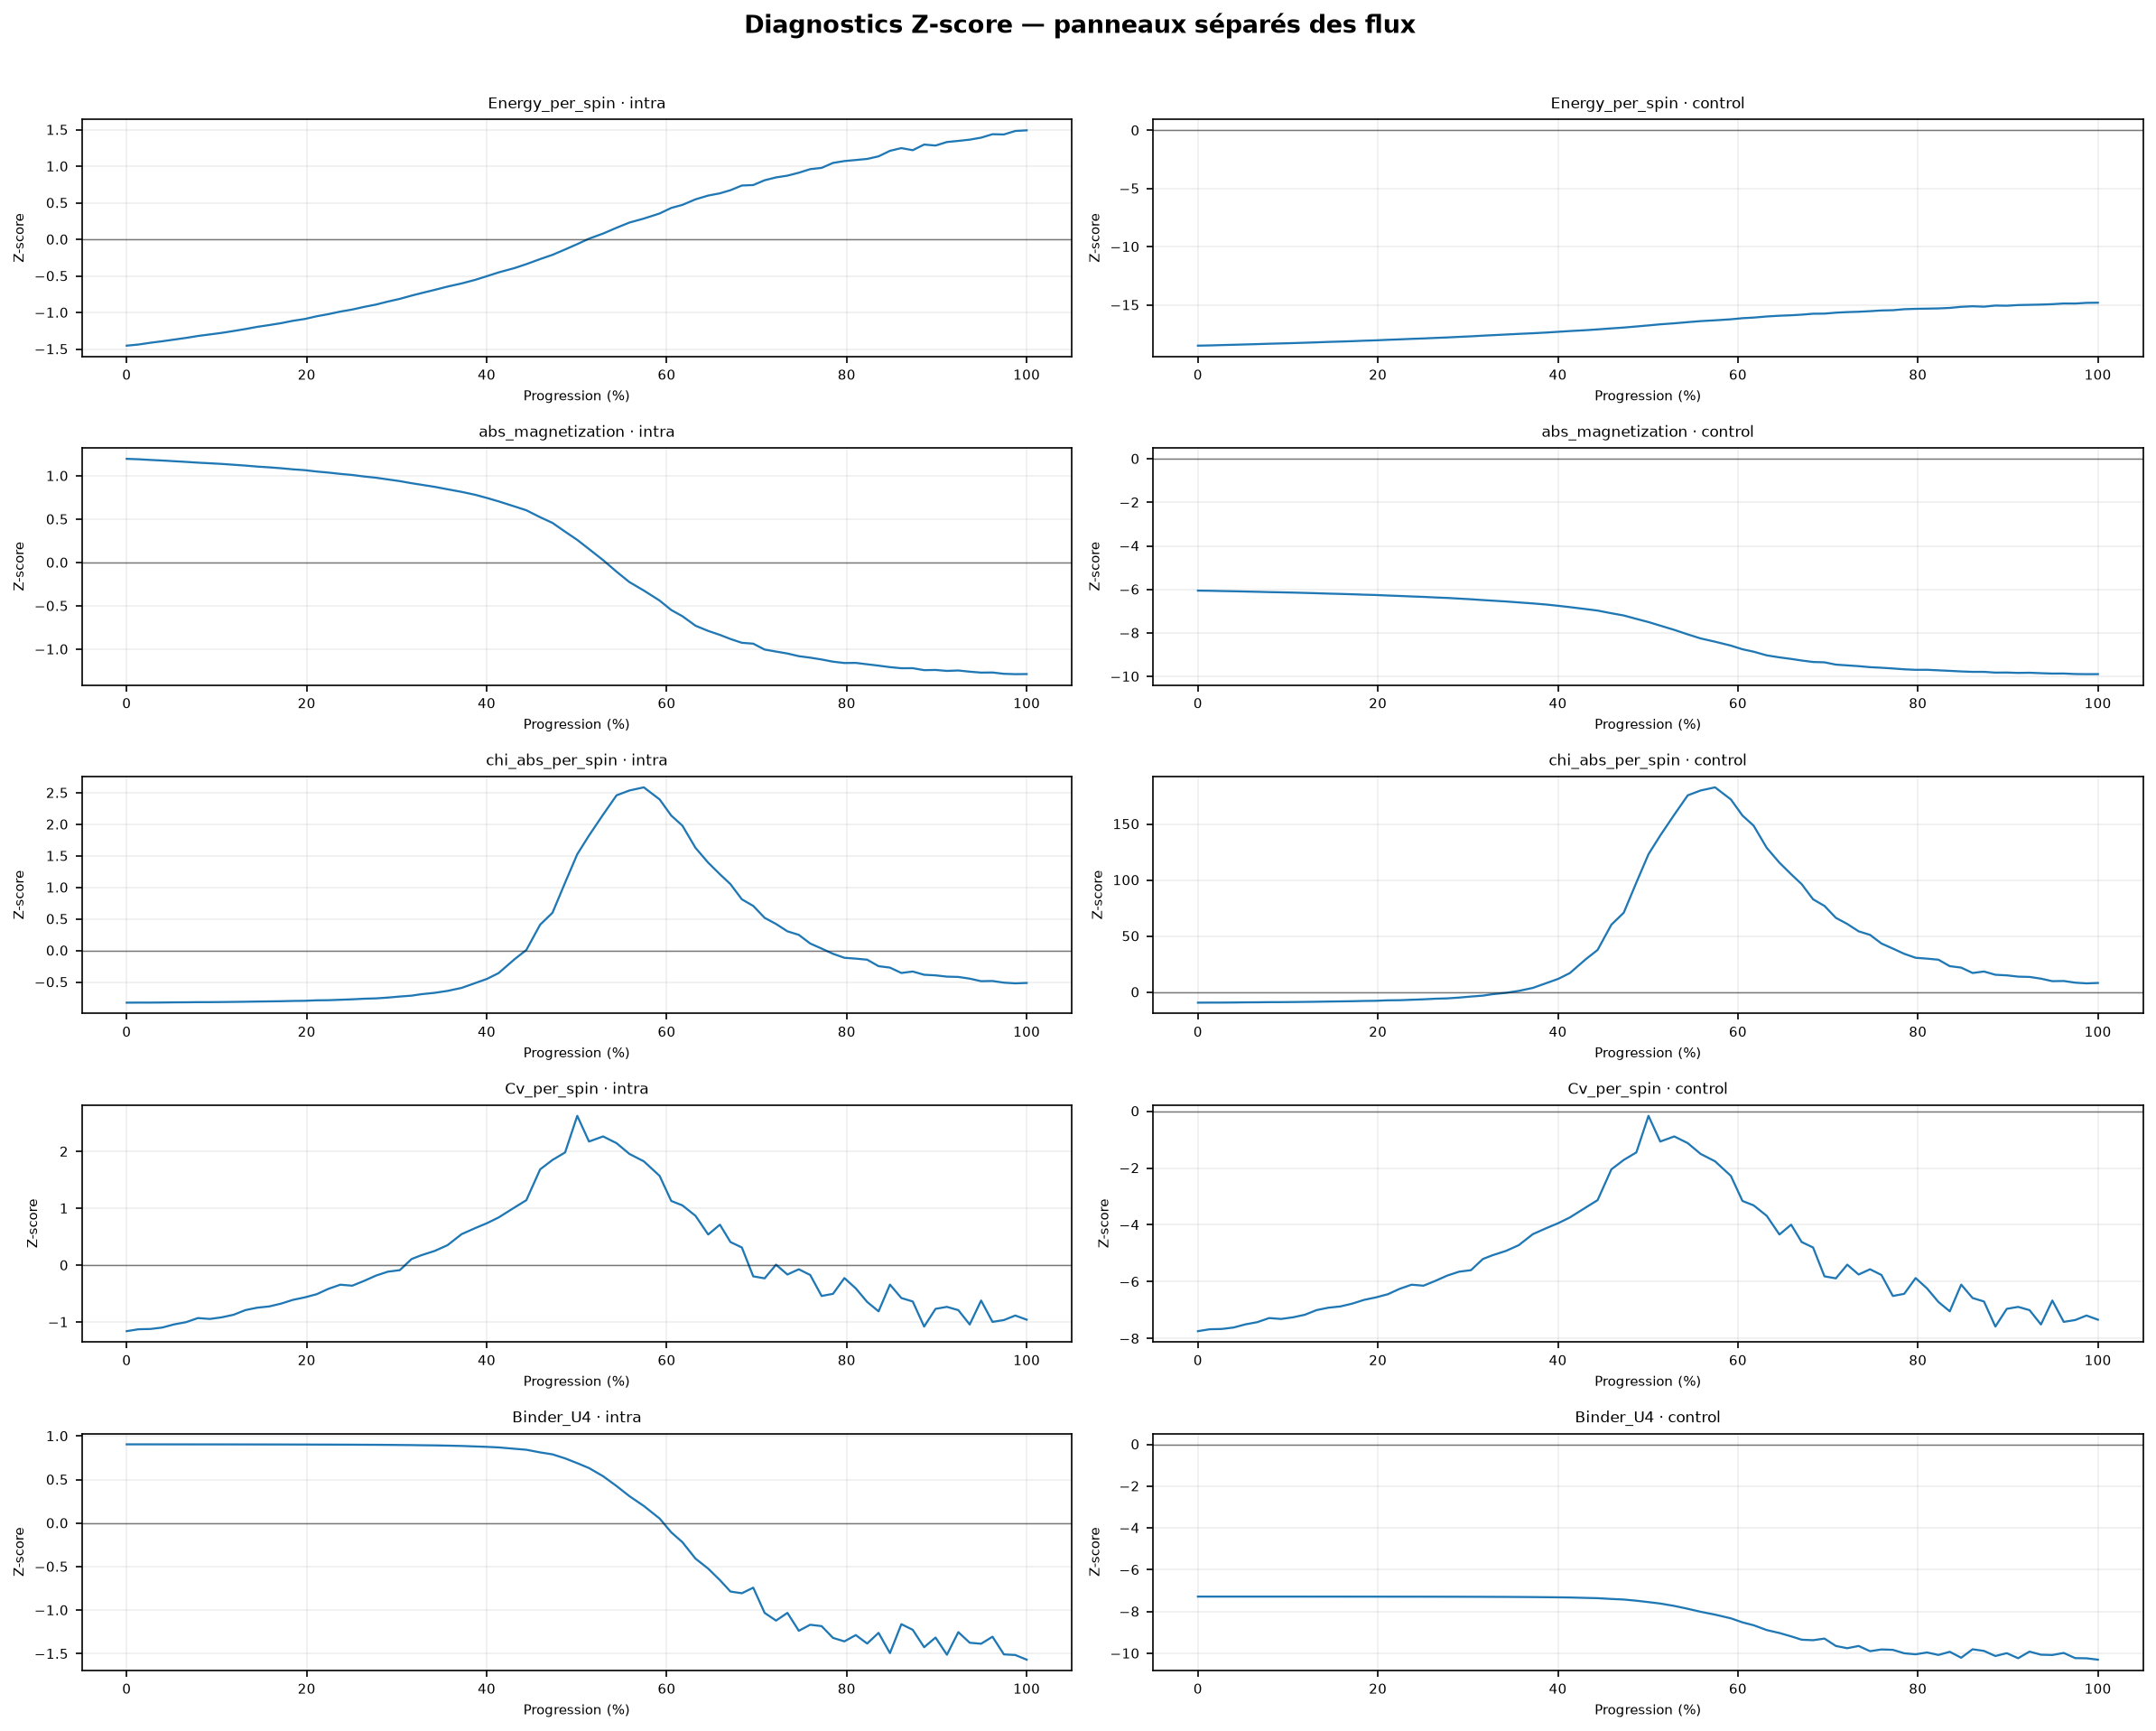 Diagnostics Z-score — panneaux séparés des flux
Energy_per_spin · intra
Z-score
1.5
1.0
0.5
0.0
−0.5
−1.0
−1.5
0 20 40 60 80 100
Progression (%)
Energy_per_spin · control
Z-score
0
−5
−10
−15
0 20 40 60 80 100
Progression (%)
abs_magnetization · intra
Z-score
1.0
0.5
0.0
−0.5
−1.0
0 20 40 60 80 100
Progression (%)
abs_magnetization · control
Z-score
0
−2
−4
−6
−8
−10
0 20 40 60 80 100
Progression (%)
chi_abs_per_spin · intra
Z-score
2.5
2.0
1.5
1.0
0.5
0.0
−0.5
0 20 40 60 80 100
Progression (%)
chi_abs_per_spin · control
Z-score
150
100
50
0
0 20 40 60 80 100
Progression (%)
Cv_per_spin · intra
Z-score
2
1
0
−1
0 20 40 60 80 100
Progression (%)
Cv_per_spin · control
Z-score
0
−2
−4
−6
−8
0 20 40 60 80 100
Progression (%)
Binder_U4 · intra
Z-score
1.0
0.5
0.0
−0.5
−1.0
−1.5
0 20 40 60 80 100
Progression (%)
Binder_U4 · control
Z-score
0
−2
−4
−6
−8
−10
0 20 40 60 80 100
Progression (%)